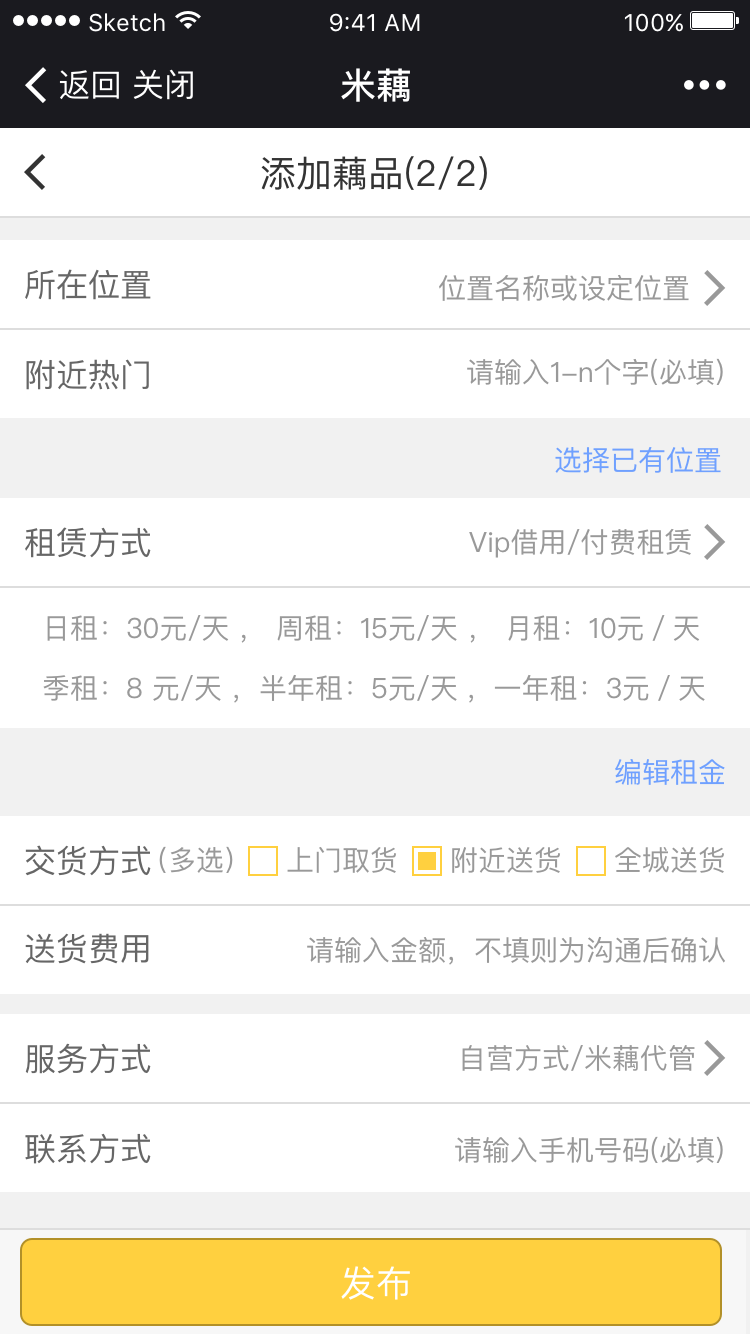 Sketch 9:41 AM 100%
返回 关闭 米藕
添加藕品(2/2)
所在位置 位置名称或设定位置
附近热门 请输入1-n个字(必填)
选择已有位置
租赁方式 Vip借用/付费租赁
日租：30元/天 ， 周租：15元/天 ， 月租：10元 / 天
季租：8 元/天 ，半年租：5元/天 ，一年租：3元 / 天
编辑租金
交货方式(多选) 上门取货 附近送货 全城送货
送货费用 请输入金额，不填则为沟通后确认
服务方式 自营方式/米藕代管
联系方式 请输入手机号码(必填)
发布